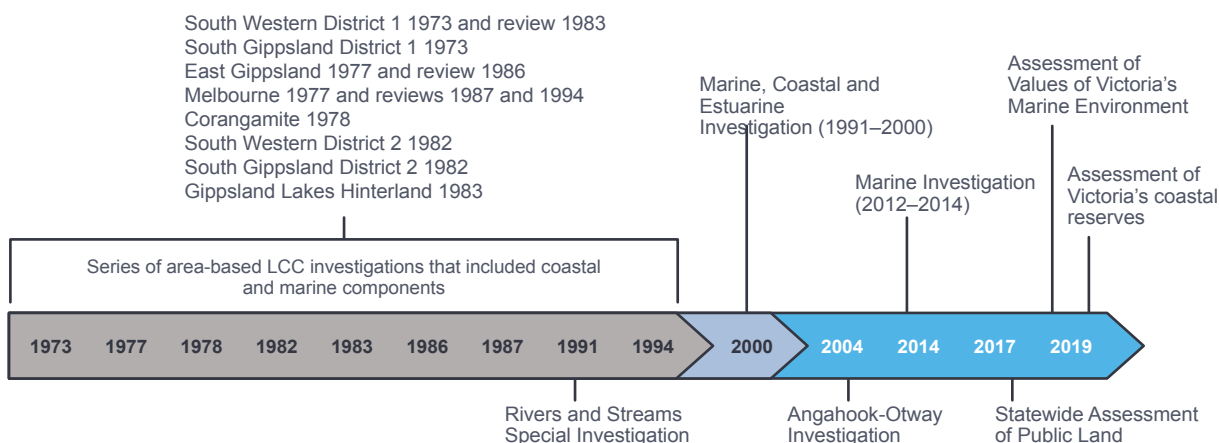 South Western District 1 1973 and review 1983
South Gippsland District 1 1973
East Gippsland 1977 and review 1986
Melbourne 1977 and reviews 1987 and 1994
Corangamite 1978
South Western District 2 1982
South Gippsland District 2 1982
Gippsland Lakes Hinterland 1983
Marine, Coastal and
Estuarine
Investigation (1991–2000)
Marine Investigation
(2012–2014)
Assessment of
Values of Victoria's
Marine Environment
Assessment of
Victoria's coastal
reserves
Series of area-based LCC investigations that included coastal
and marine components
1973 1977 1978 1982 1983 1986 1987 1991 1994 2000 2004 2014 2017 2019
Rivers and Streams
Special Investigation
Angahook-Otway
Investigation
Statewide Assessment
of Public Land